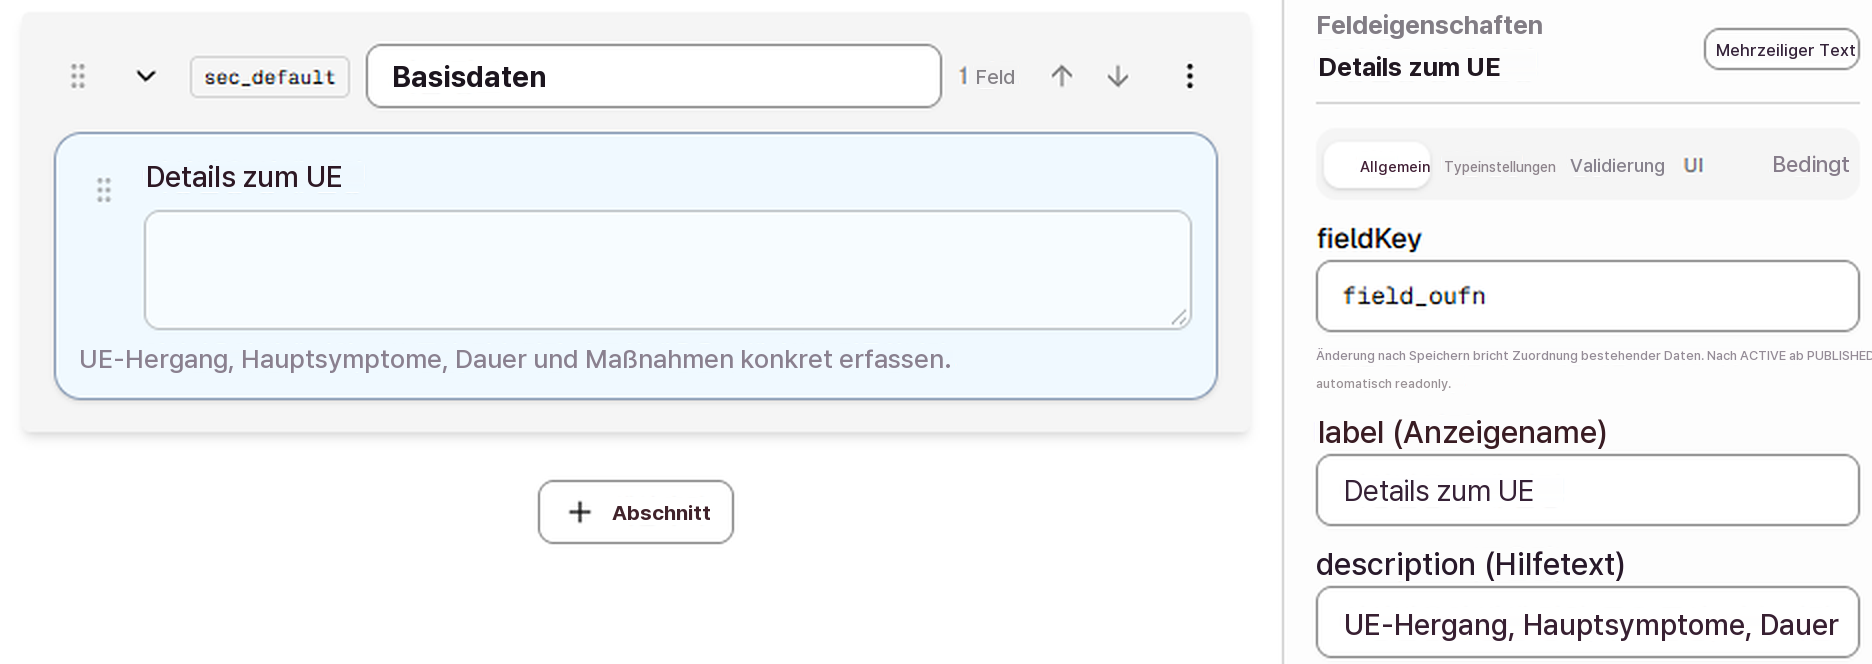 sec_default
Basisdaten
1 Feld
Details zum UE
UE-Hergang, Hauptsymptome, Dauer und Maßnahmen konkret erfassen.
Abschnitt
Feldeigenschaften
Details zum UE
Mehrzeiliger Text
Allgemein Typeinstellungen Validierung UI Bedingt
fieldKey
field_oufn
Änderung nach Speichern bricht Zuordnung bestehender Daten. Nach ACTIVE ab PUBLISHED
automatisch readonly.
label (Anzeigename)
Details zum UE
description (Hilfetext)
UE-Hergang, Hauptsymptome, Dauer